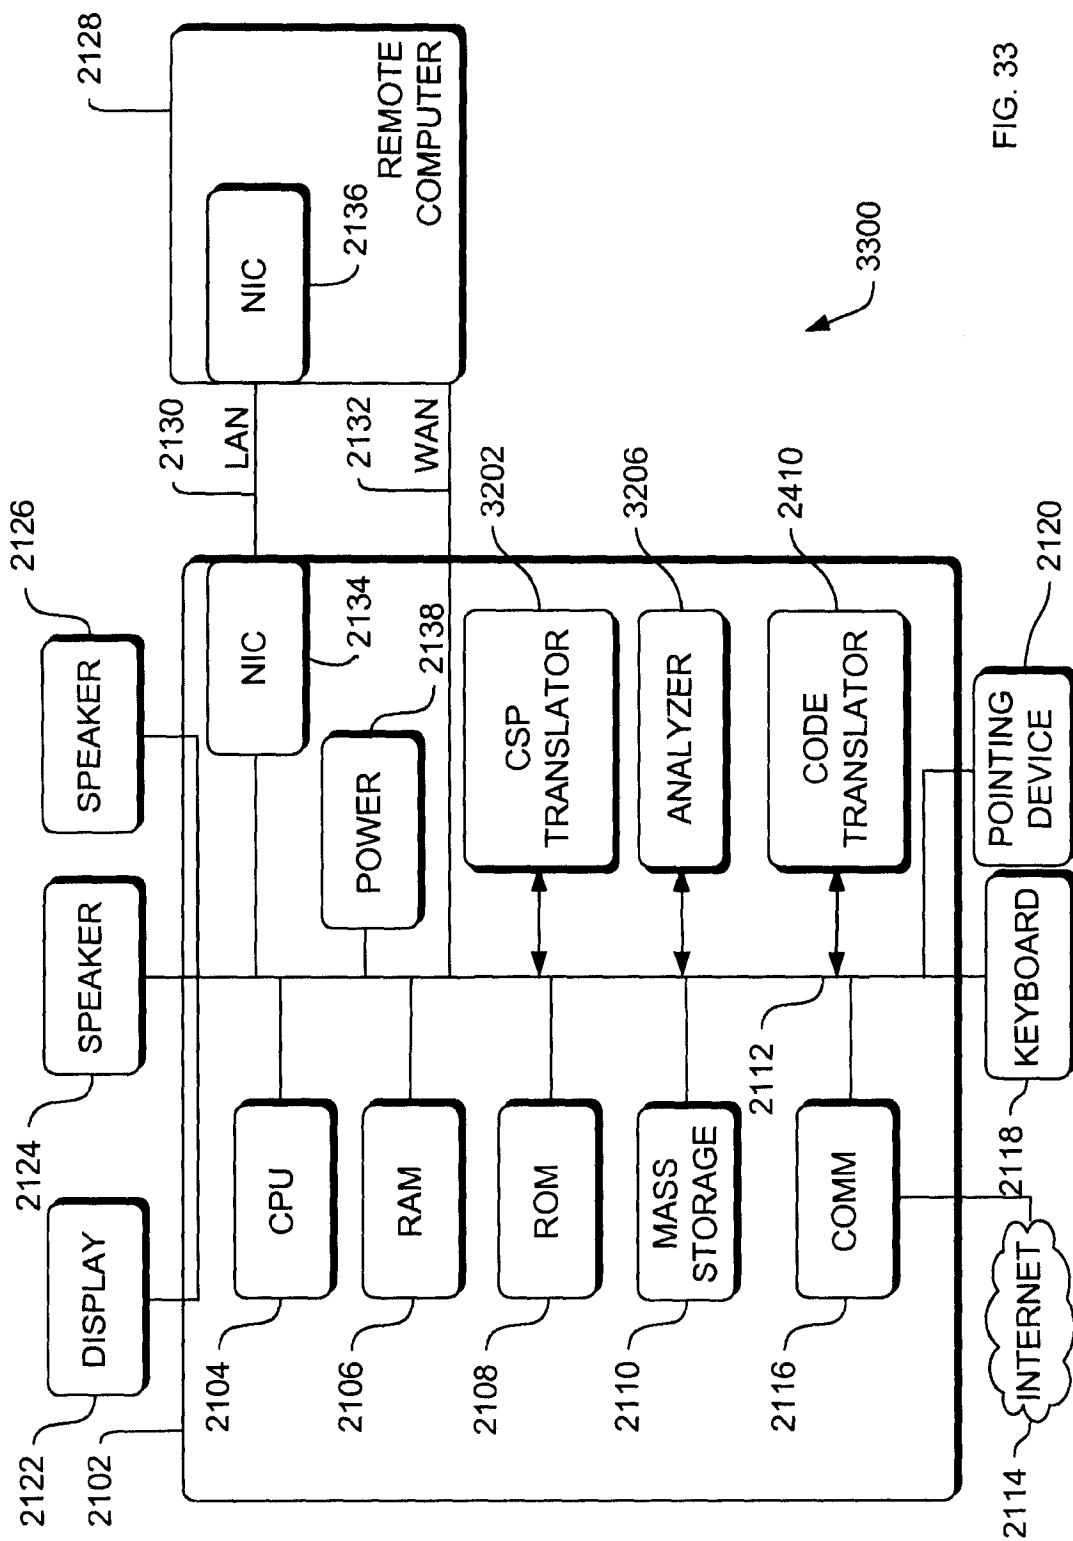 2122
DISPLAY
2124
SPEAKER
SPEAKER
2126
2102
2128
2104
CPU
NIC
2134
2130
LAN
NIC
2136
REMOTE
COMPUTER
2106
RAM
POWER
2138
2132
WAN
2108
ROM
CSP
TRANSLATOR
3202
2110
MASS
STORAGE
ANALYZER
3206
2112
2116
COMM
CODE
TRANSLATOR
2410
3300
2114
INTERNET
2118
KEYBOARD
POINTING
DEVICE
2120
FIG. 33